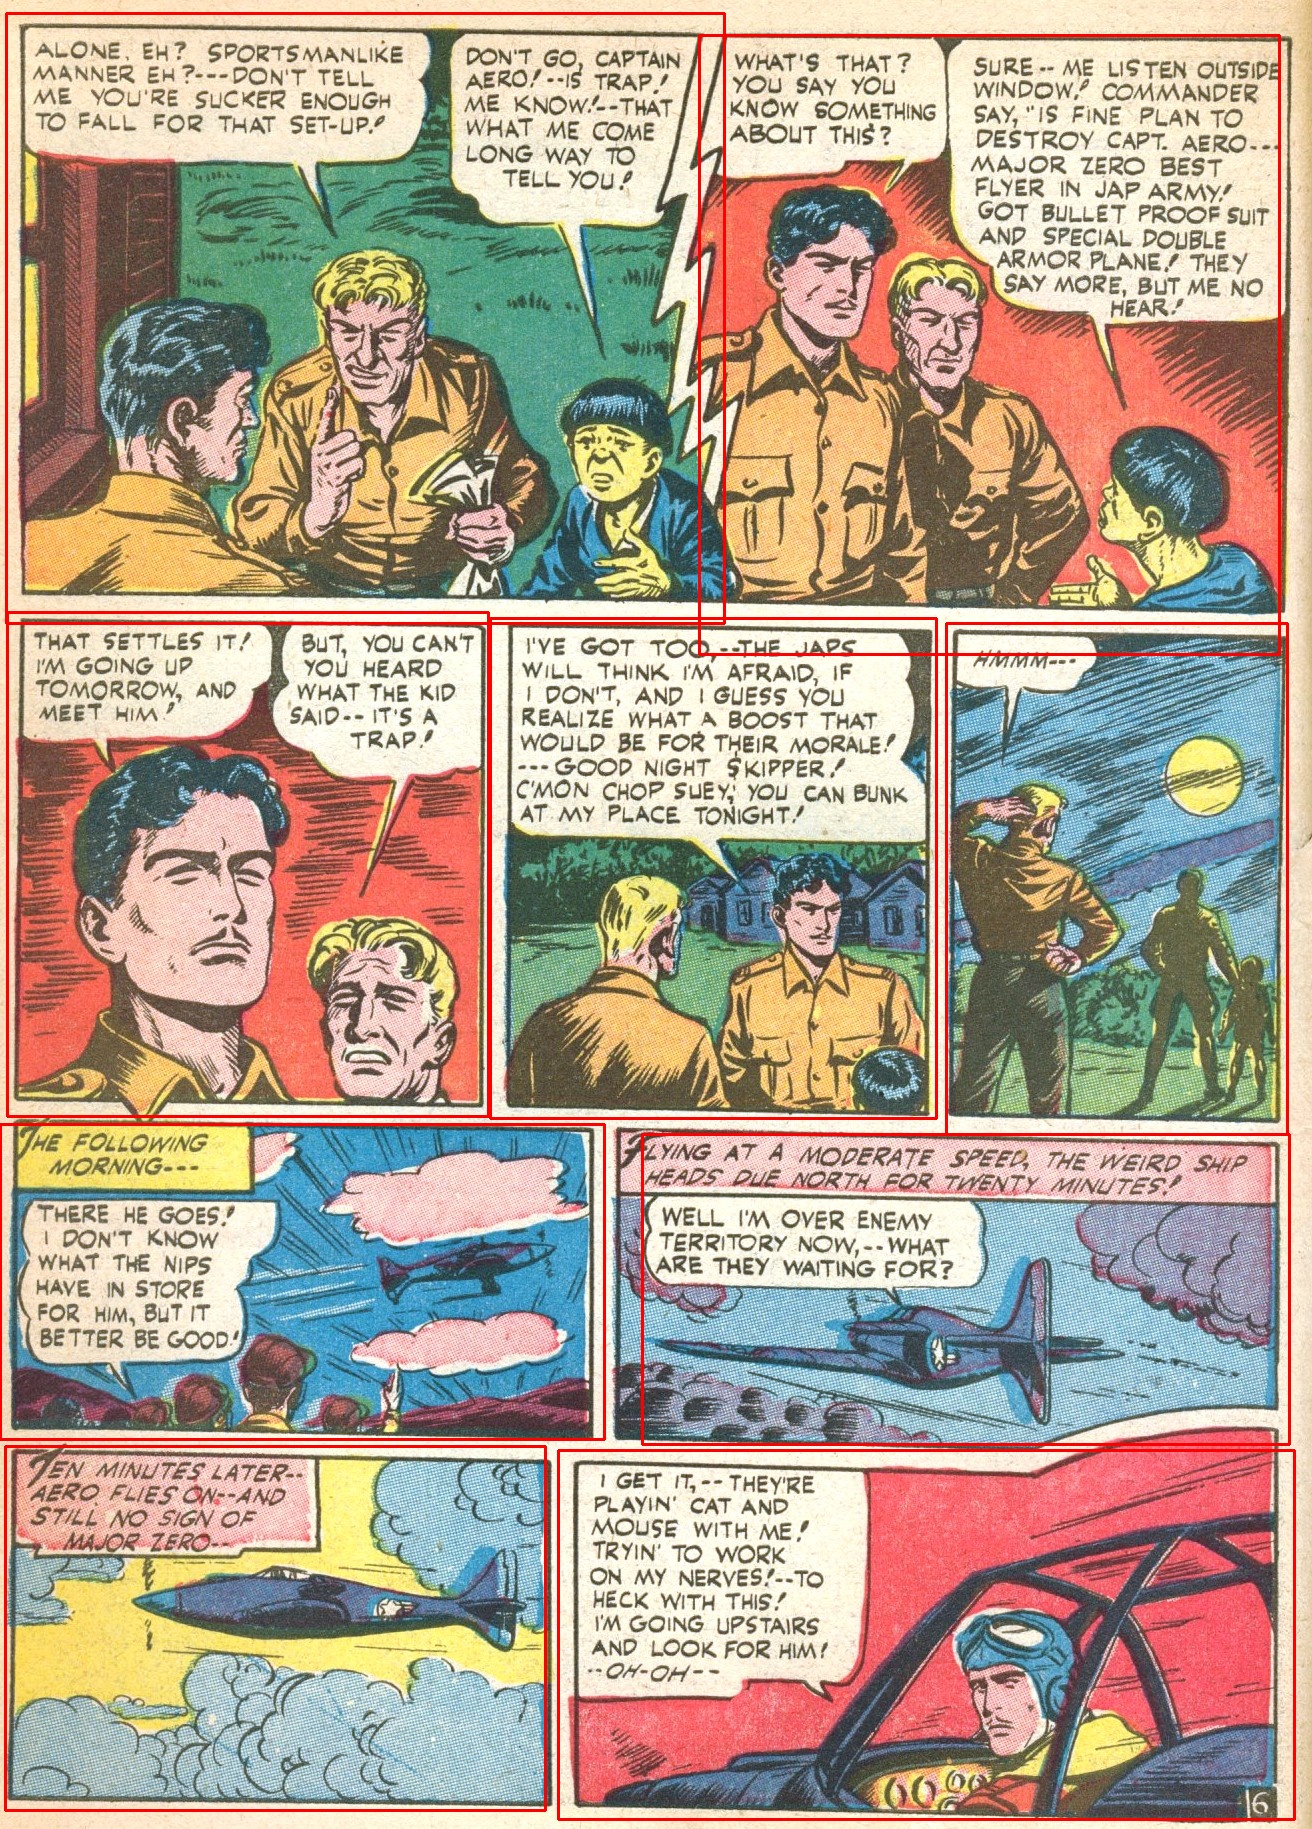 ALONE, EH? SPORTSMANLIKE
MANNER EH?---DON'T TELL
ME YOU'RE SUCKER ENOUGH
TO FALL FOR THAT SET-UP!
DON'T GO, CAPTAIN
AERO!--IS TRAP!
ME KNOW!--THAT
WHAT ME COME
LONG WAY TO
TELL YOU!
WHAT'S THAT?
YOU SAY YOU
KNOW SOMETHING
ABOUT THIS?
SURE-- ME LISTEN OUTSIDE
WINDOW! COMMANDER
SAY, "IS FINE PLAN TO
DESTROY CAPT. AERO---
MAJOR ZERO BEST
FLYER IN JAP ARMY!
GOT BULLET PROOF SUIT
AND SPECIAL DOUBLE
ARMOR PLANE! THEY
SAY MORE, BUT ME NO
HEAR!
THAT SETTLES IT!
I'M GOING UP
TOMORROW, AND
MEET HIM!
BUT, YOU CAN'T
YOU HEARD
WHAT THE KID
SAID-- IT'S A
TRAP!
I'VE GOT TOO,--THE JAPS
WILL THINK I'M AFRAID, IF
I DON'T, AND I GUESS YOU
REALIZE WHAT A BOOST THAT
WOULD BE FOR THEIR MORALE!
---GOOD NIGHT SKIPPER!
C'MON CHOP SUEY, YOU CAN BUNK
AT MY PLACE TONIGHT!
HMMM---
THE FOLLOWING
MORNING---
THERE HE GOES!
I DON'T KNOW
WHAT THE NIPS
HAVE IN STORE
FOR HIM, BUT IT
BETTER BE GOOD!
FLYING AT A MODERATE SPEED, THE WEIRD SHIP
HEADS DUE NORTH FOR TWENTY MINUTES!
WELL I'M OVER ENEMY
TERRITORY NOW,--WHAT
ARE THEY WAITING FOR?
TEN MINUTES LATER--
AERO FLIES ON--AND
STILL NO SIGN OF
MAJOR ZERO--
I GET IT,-- THEY'RE
PLAYIN' CAT AND
MOUSE WITH ME!
TRYIN' TO WORK
ON MY NERVES!--TO
HECK WITH THIS!
I'M GOING UPSTAIRS
AND LOOK FOR HIM!
--OH-OH--
6